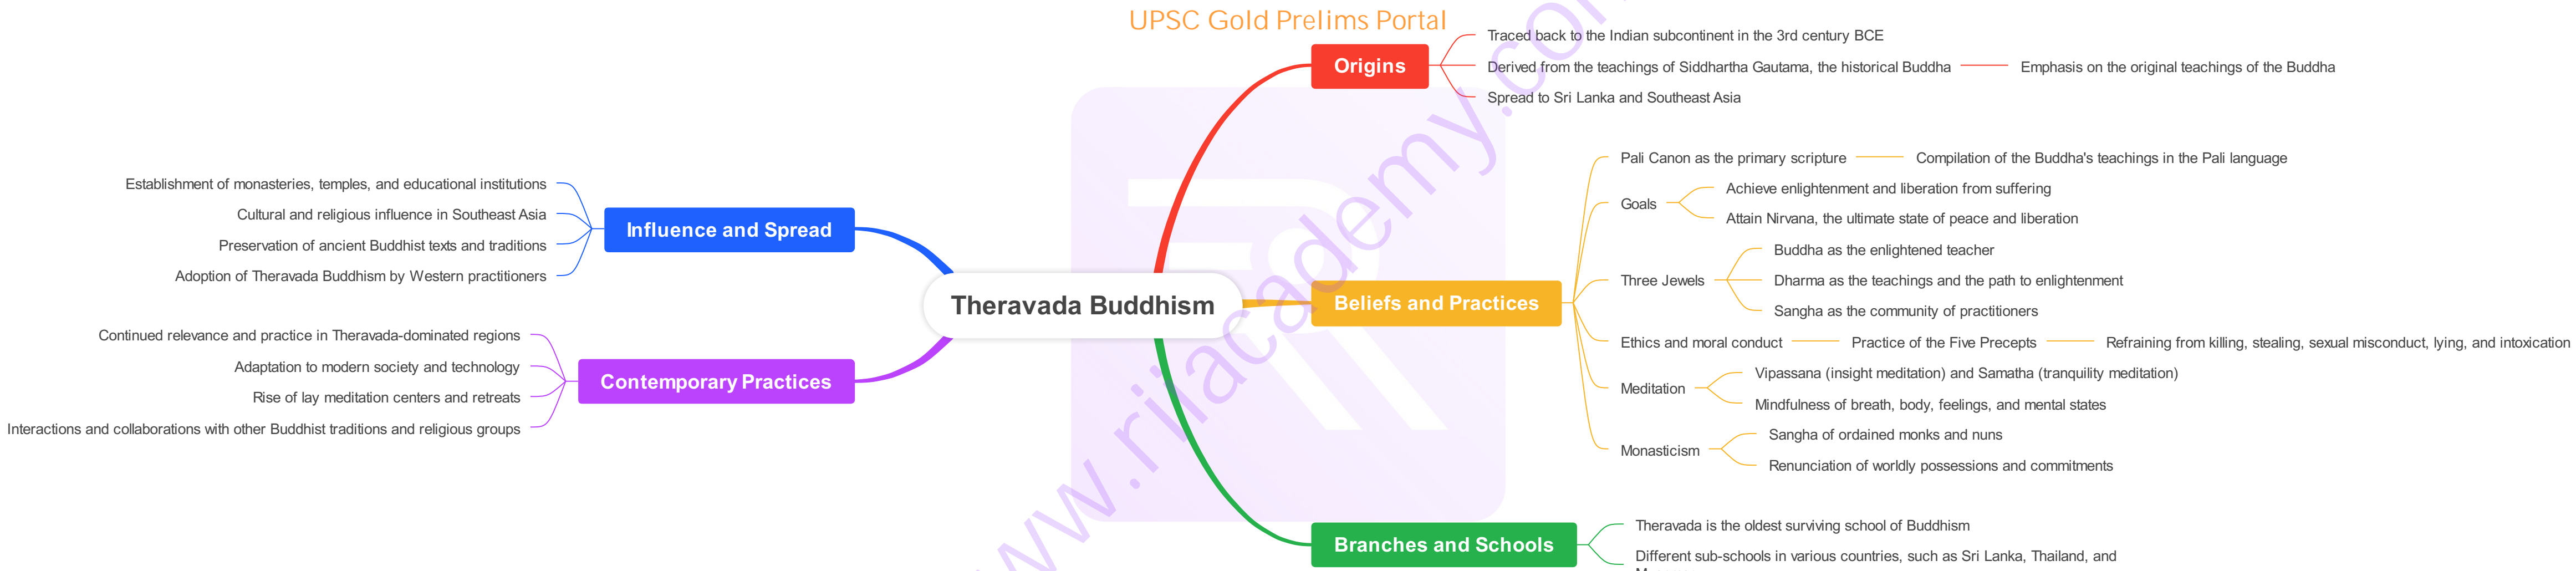 UPSC Gold Prelims Portal
Theravada Buddhism
Origins
Traced back to the Indian subcontinent in the 3rd century BCE
Derived from the teachings of Siddhartha Gautama, the historical Buddha
Emphasis on the original teachings of the Buddha
Spread to Sri Lanka and Southeast Asia
Beliefs and Practices
Pali Canon as the primary scripture
Compilation of the Buddha's teachings in the Pali language
Goals
Achieve enlightenment and liberation from suffering
Attain Nirvana, the ultimate state of peace and liberation
Three Jewels
Buddha as the enlightened teacher
Dharma as the teachings and the path to enlightenment
Sangha as the community of practitioners
Ethics and moral conduct
Practice of the Five Precepts
Refraining from killing, stealing, sexual misconduct, lying, and intoxication
Meditation
Vipassana (insight meditation) and Samatha (tranquility meditation)
Mindfulness of breath, body, feelings, and mental states
Monasticism
Sangha of ordained monks and nuns
Renunciation of worldly possessions and commitments
Branches and Schools
Theravada is the oldest surviving school of Buddhism
Different sub-schools in various countries, such as Sri Lanka, Thailand, and
Influence and Spread
Establishment of monasteries, temples, and educational institutions
Cultural and religious influence in Southeast Asia
Preservation of ancient Buddhist texts and traditions
Adoption of Theravada Buddhism by Western practitioners
Contemporary Practices
Continued relevance and practice in Theravada-dominated regions
Adaptation to modern society and technology
Rise of lay meditation centers and retreats
Interactions and collaborations with other Buddhist traditions and religious groups